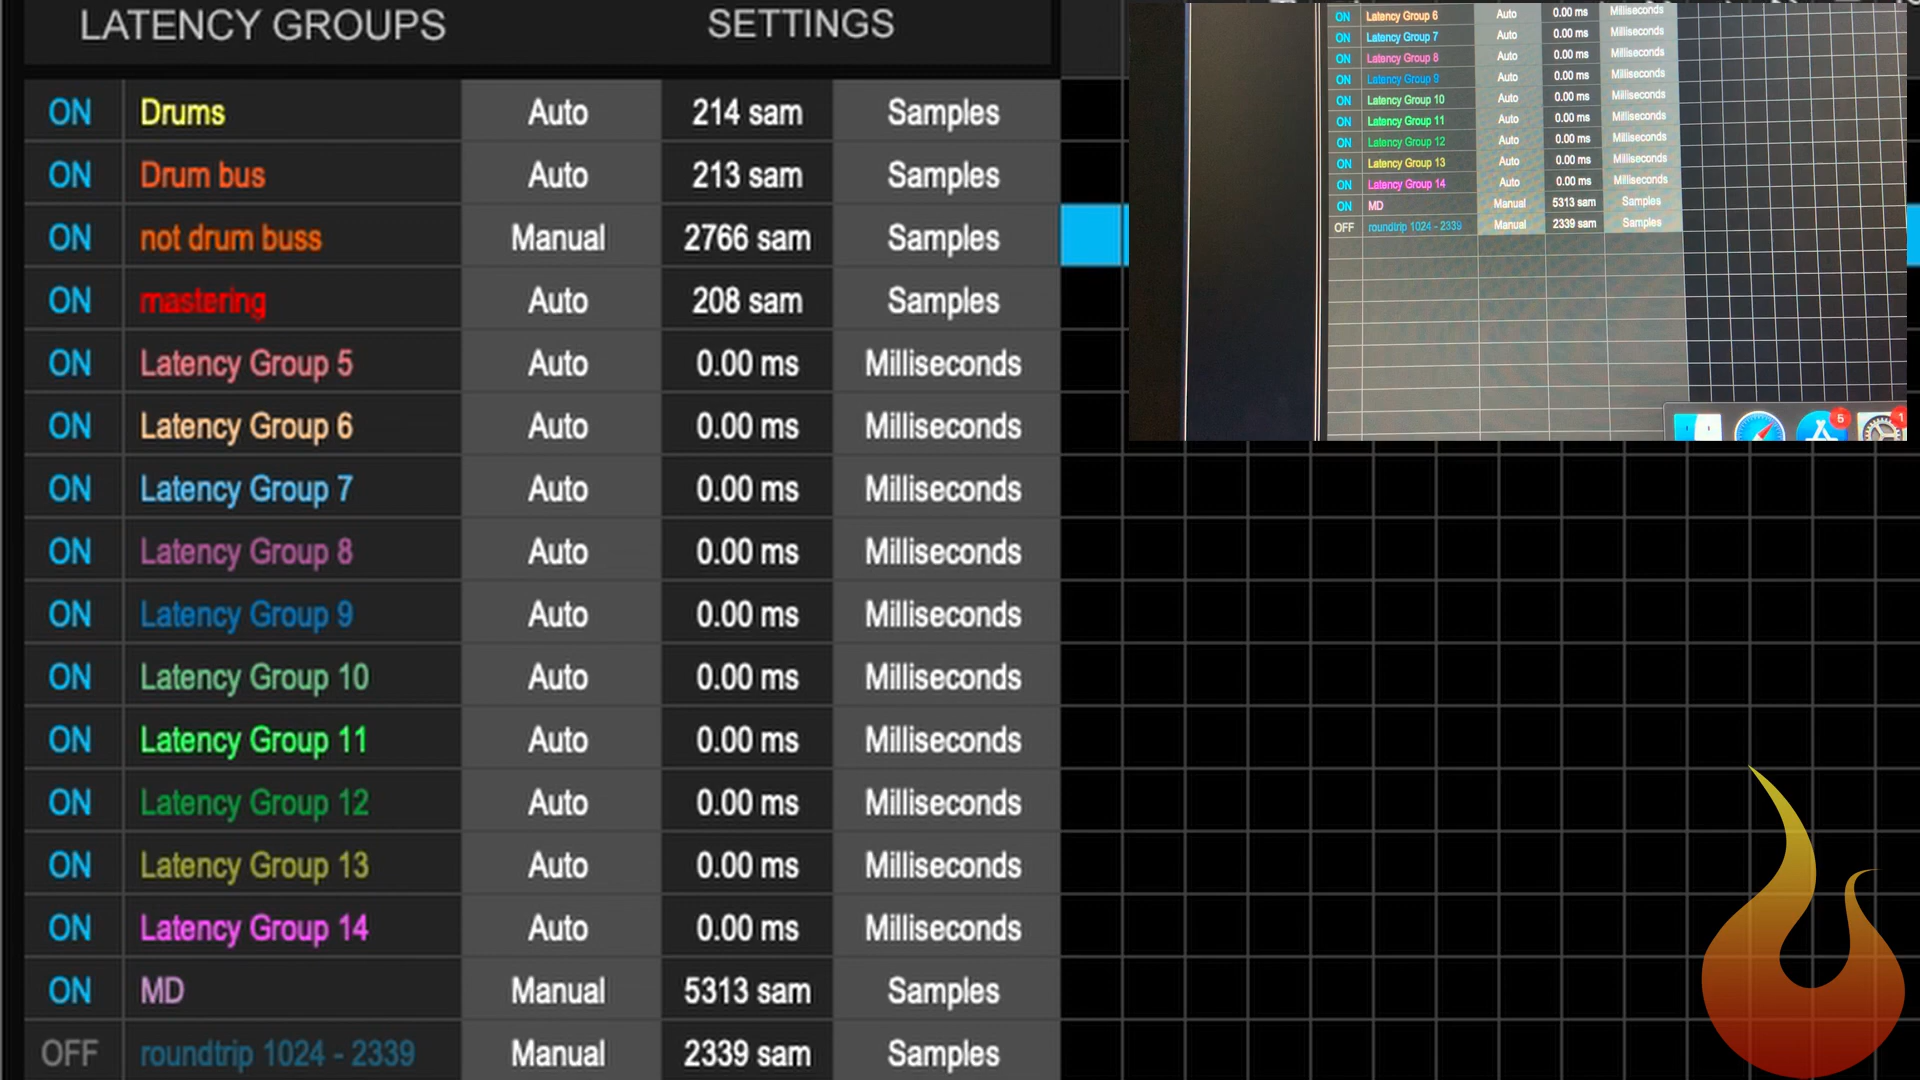 LATENCY GROUPS SETTINGS
ON Drums Auto 214 sam Samples
ON Drum bus Auto 213 sam Samples
ON not drum buss Manual 2766 sam Samples
ON mastering Auto 208 sam Samples
ON Latency Group 5 Auto 0.00 ms Milliseconds
ON Latency Group 6 Auto 0.00 ms Milliseconds
ON Latency Group 7 Auto 0.00 ms Milliseconds
ON Latency Group 8 Auto 0.00 ms Milliseconds
ON Latency Group 9 Auto 0.00 ms Milliseconds
ON Latency Group 10 Auto 0.00 ms Milliseconds
ON Latency Group 11 Auto 0.00 ms Milliseconds
ON Latency Group 12 Auto 0.00 ms Milliseconds
ON Latency Group 13 Auto 0.00 ms Milliseconds
ON Latency Group 14 Auto 0.00 ms Milliseconds
ON MD Manual 5313 sam Samples
OFF roundtrip 1024 - 2339 Manual 2339 sam Samples
ON Latency Group 6 Auto 0.00 ms Milliseconds
ON Latency Group 7 Auto 0.00 ms Milliseconds
ON Latency Group 8 Auto 0.00 ms Milliseconds
ON Latency Group 9 Auto 0.00 ms Milliseconds
ON Latency Group 10 Auto 0.00 ms Milliseconds
ON Latency Group 11 Auto 0.00 ms Milliseconds
ON Latency Group 12 Auto 0.00 ms Milliseconds
ON Latency Group 13 Auto 0.00 ms Milliseconds
ON Latency Group 14 Auto 0.00 ms Milliseconds
ON MD Manual 5313 sam Samples
OFF roundtrip 1024 - 2339 Manual 2339 sam Samples
5 1